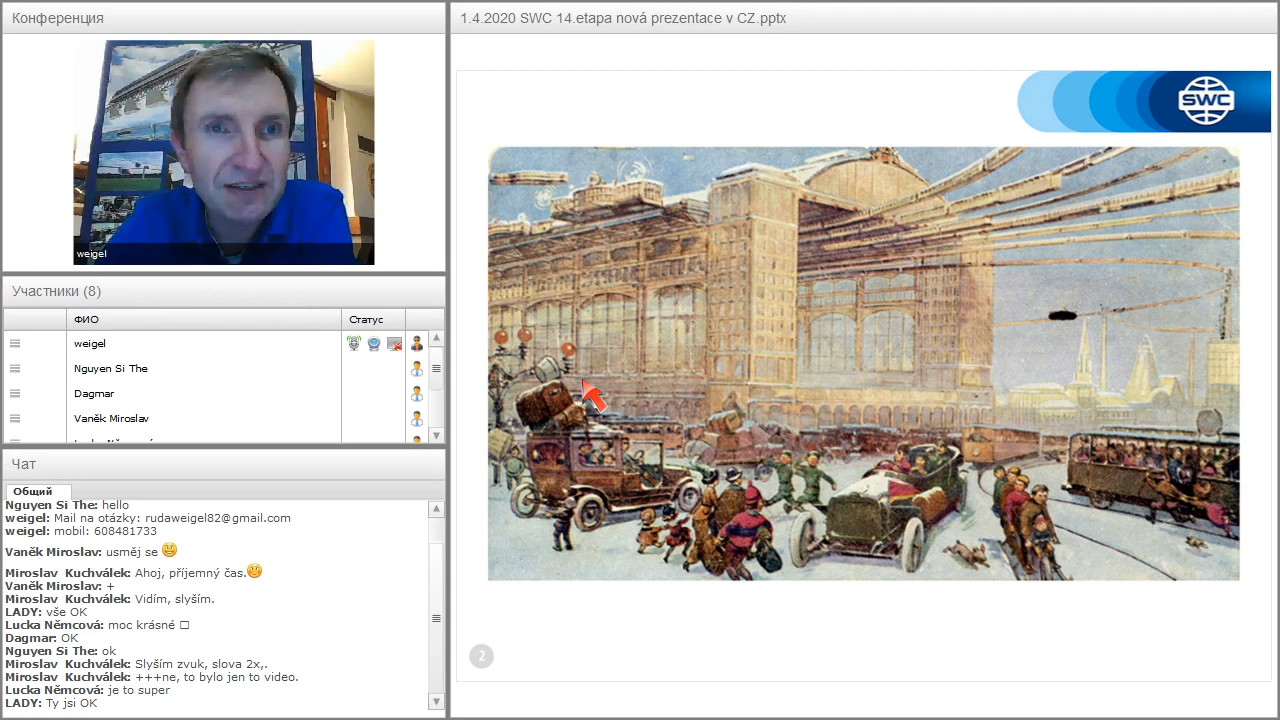 Конференция
weigel
Участники (8)
ФИО
Статус
weigel
Nguyen Si The
Dagmar
Vaněk Miroslav
Чат
Общий
Nguyen Si The: hello
weigel: Mail na otázky: rudaweigel82@gmail.com
weigel: mobil: 608481733
Vaněk Miroslav: usměj se
Miroslav Kuchválek: Ahoj, příjemný čas.
Vaněk Miroslav: +
Miroslav Kuchválek: Vidím, slyším.
LADY: vše OK
Lucka Němcová: moc krásné □
Dagmar: OK
Nguyen Si The: ok
Miroslav Kuchválek: Slyším zvuk, slova 2x,.
Miroslav Kuchválek: +++ne, to bylo jen to video.
Lucka Němcová: je to super
LADY: Ty jsi OK
1.4.2020 SWC 14.etapa nová prezentace v CZ.pptx
SWC
2